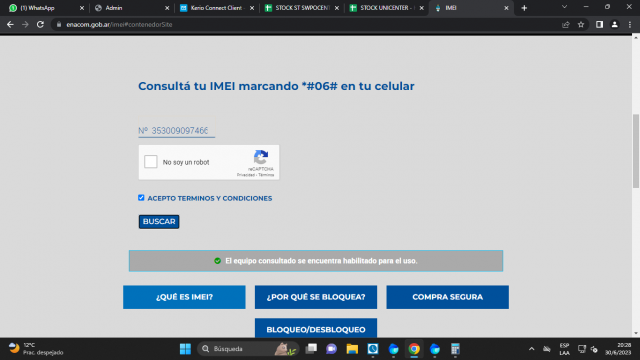 (1) WhatsApp
Admin
Kerio Connect Client
STOCK ST SWPOCENT
STOCK UNICENTER -
IMEI
enacom.gob.ar/imei#contenedorSite
Consultá tu IMEI marcando *#06# en tu celular
Nº 35300909746
No soy un robot
reCAPTCHA
Privacidad - Términos
ACEPTO TERMINOS Y CONDICIONES
BUSCAR
El equipo consultado se encuentra habilitado para el uso.
¿QUÉ ES IMEI?
¿POR QUÉ SE BLOQUEA?
COMPRA SEGURA
BLOQUEO/DESBLOQUEO
12°C
Prac. despejado
Búsqueda
ESP
LAA
20:28
30/6/2023